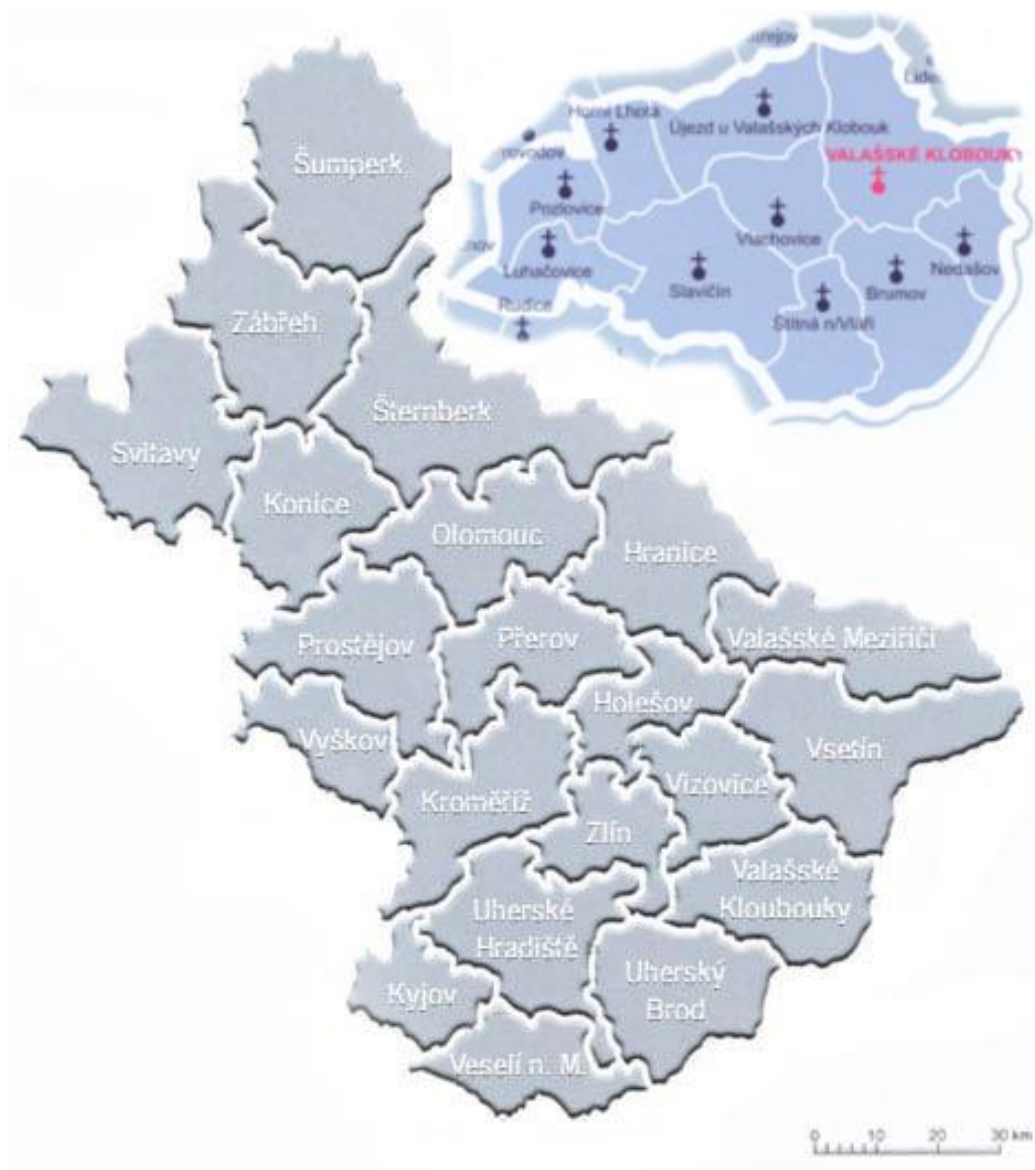 Horní Lhota
Újezd u Valašských Klobouk
VALAŠSKÉ KLOBOUKY
Pozlovice
Vlachovice
Luhačovice
Nedašov
Slavičín
Brumov
Rudice
Štítná n/Vláří
Šumperk
Zábřeh
Šternberk
Svitavy
Konice
Olomouc
Hranice
Prostějov
Přerov
Valašské Meziříčí
Holešov
Vyškov
Vsetín
Vizovice
Kroměříž
Zlín
Valašské
Kloubouky
Uherské
Hradiště
Uherský
Brod
Kyjov
Veselí n. M.
0 10 20 30 km